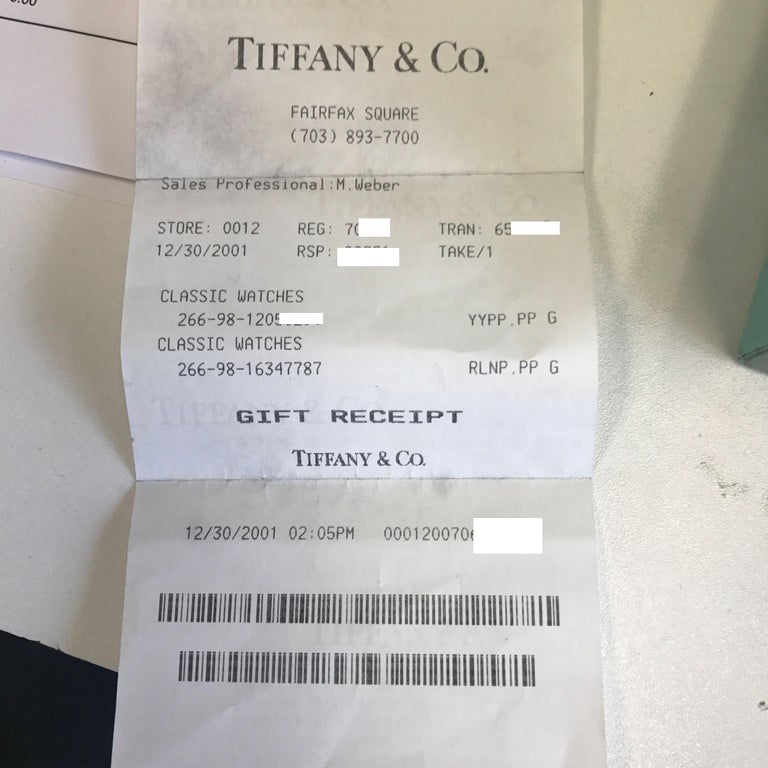 TIFFANY & CO.
FAIRFAX SQUARE
(703) 893-7700
Sales Professional:M.Weber
STORE: 0012 REG: 70 TRAN: 65
12/30/2001 RSP: TAKE/1
CLASSIC WATCHES
266-98-1205 YYPP.PP G
CLASSIC WATCHES
266-98-16347787 RLNP.PP G
GIFT RECEIPT
TIFFANY & CO.
12/30/2001 02:05PM 000120070